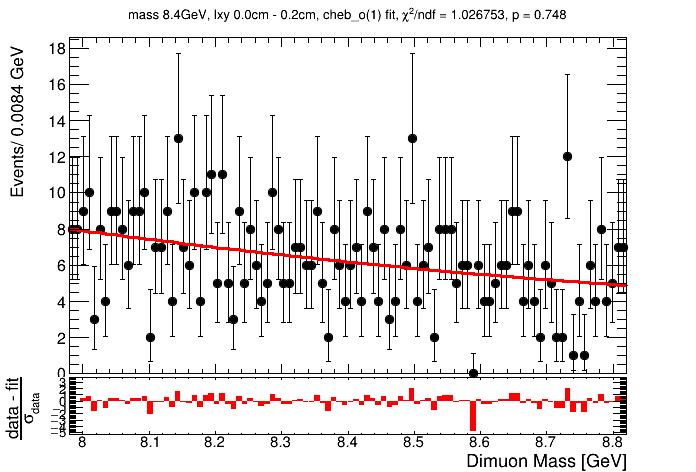 mass 8.4GeV, lxy 0.0cm - 0.2cm, cheb_o(1) fit, χ²/ndf = 1.026753, p = 0.748
Events/ 0.0084 GeV
18
16
14
12
10
8
6
4
2
0
data - fit
σdata
3
8 8.1 8.2 8.3 8.4 8.5 8.6 8.7 8.8
Dimuon Mass [GeV]